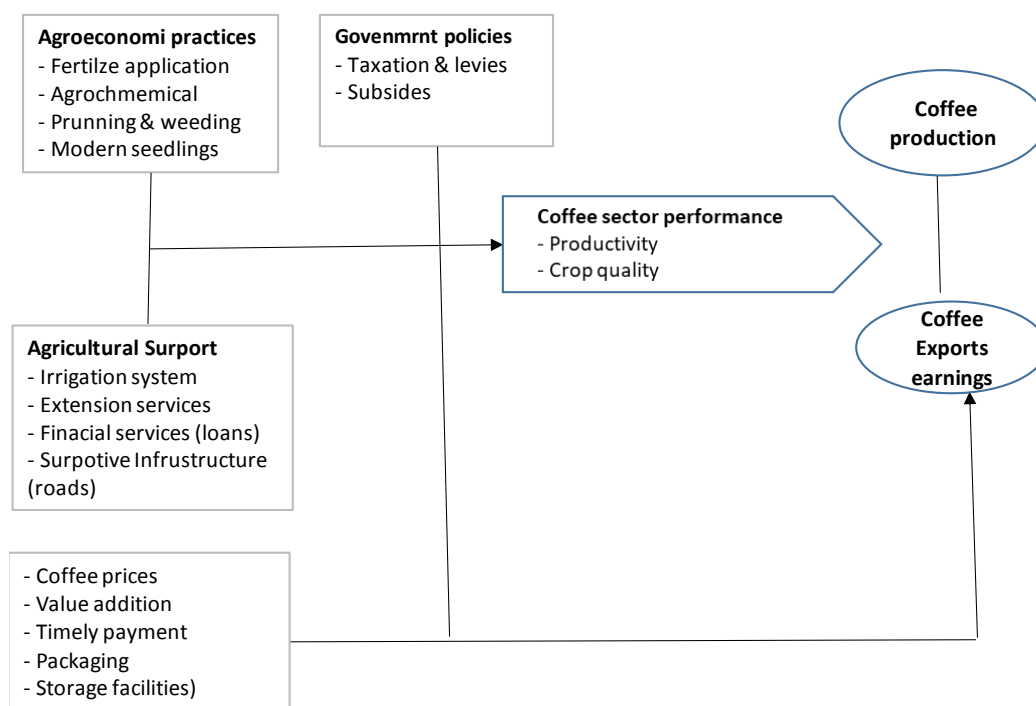 Agroeconomi practices
- Fertilze application
- Agrochmemical
- Prunning & weeding
- Modern seedlings
Govenmrnt policies
- Taxation & levies
- Subsides
Coffee
production
Coffee sector performance
- Productivity
- Crop quality
Coffee
Exports
earnings
Agricultural Surport
- Irrigation system
- Extension services
- Finacial services (loans)
- Surpotive Infrustructure
(roads)
- Coffee prices
- Value addition
- Timely payment
- Packaging
- Storage facilities)